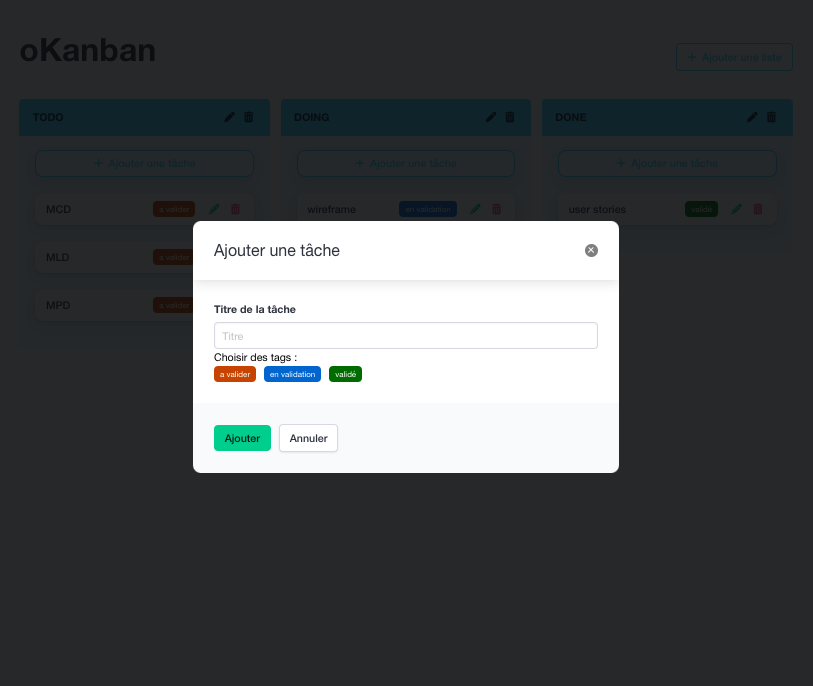 oKanban
+ Ajouter une liste
TODO
DOING
DONE
+ Ajouter une tâche
+ Ajouter une tâche
+ Ajouter une tâche
MCD a valider
wireframe en validation
user stories validé
MLD a valider
MPD a valider
Ajouter une tâche
Titre de la tâche
Titre
Choisir des tags :
a valider en validation validé
Ajouter Annuler